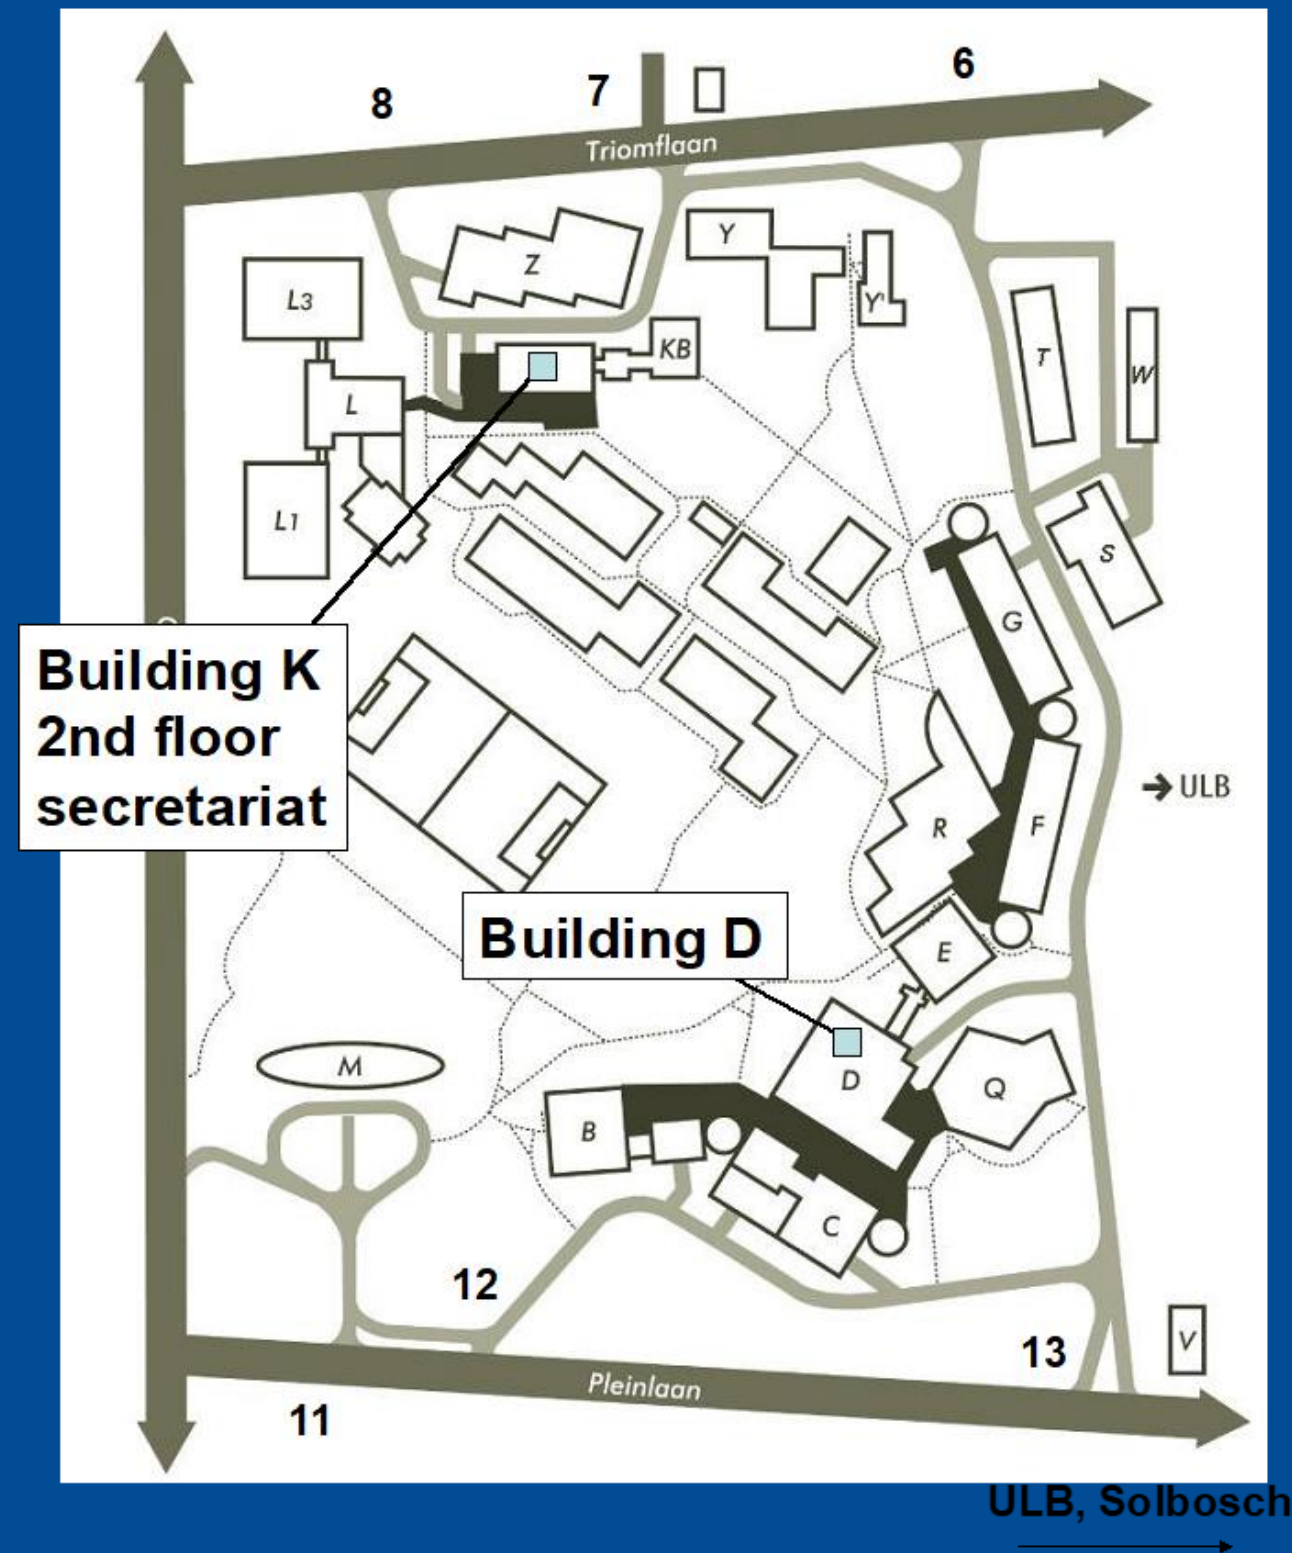 6
7
8
Triomflaan
Y
Z
L3
Y'
KB
T
W
L
L1
S
G
Building K
2nd floor
secretariat
→ ULB
R
F
Building D
E
M
D
Q
B
C
12
V
13
Pleinlaan
11
ULB, Solbosch